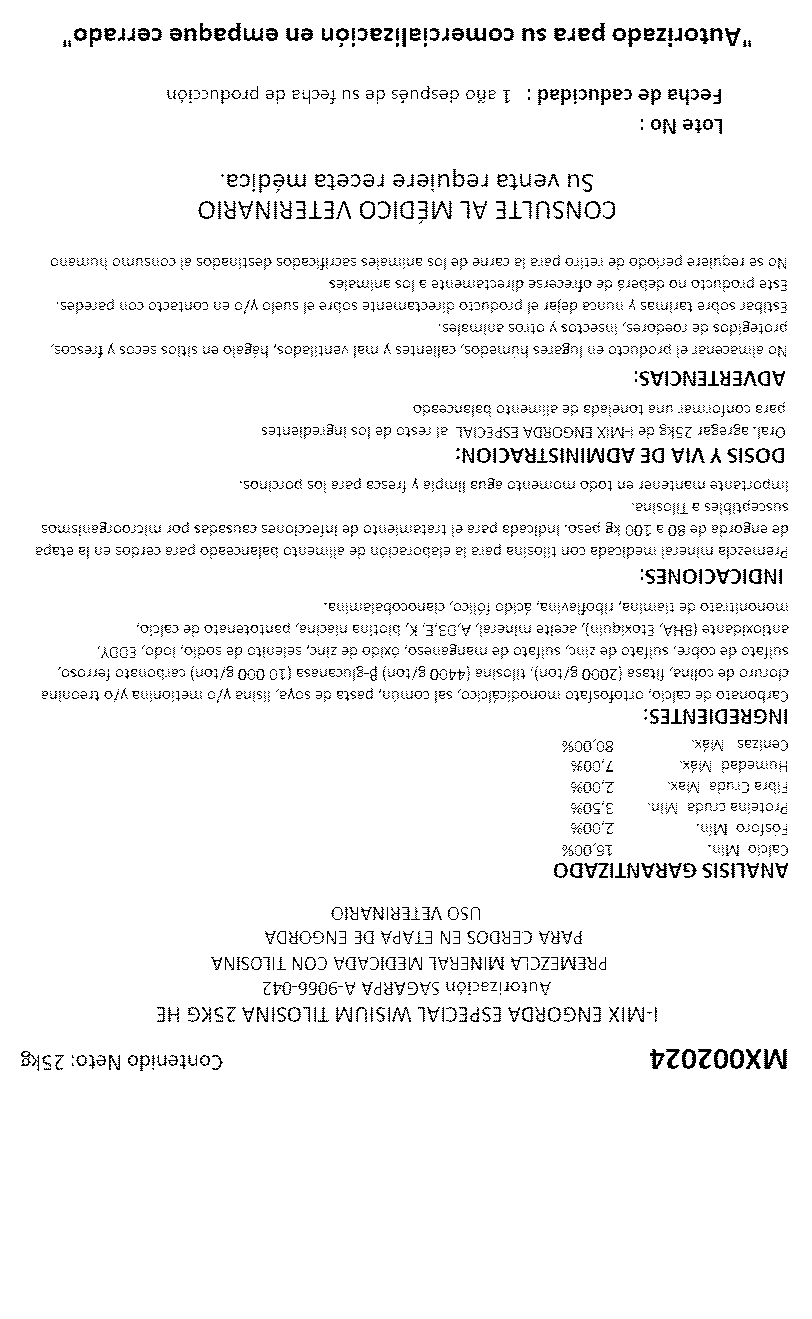 MX002024 Contenido Neto: 25kg
I-MIX ENGORDA ESPECIAL WISIUM TILOSINA 25KG HE
Autorización SAGARPA A-9066-042
PREMEZCLA MINERAL MEDICADA CON TILOSINA
PARA CERDOS EN ETAPA DE ENGORDA
USO VETERINARIO
ANALISIS GARANTIZADO
Calcio Min. 15,00%
Fósforo Mín. 2,00%
Proteina cruda Min. 3,50%
Fibra Cruda Max. 2,00%
Humedad Máx. 7,00%
Cenizas Máx. 80,00%
INGREDIENTES:
Carbonato de calcio, ortofosfato monodicálcico, sal común, pasta de soya, lisina y/o metionina y/o treonina
cloruro de colina, fitasa (2000 g/ton), tilosina (4400 g/ton) β-glucanasa (10 000 g/ton) carbonato ferroso,
sulfato de cobre, sulfato de zinc, sulfato de manganeso, óxido de zinc, selenito de sodio, Iodo, EDDY,
antioxidante (BHA, Etoxiquin), aceite mineral, A,D3,E, K, biotina niacina, pantotenato de calcio,
mononitrato de tiamina, riboflavina, ácido fólico, cianocobalamina.
INDICACIONES:
Premezcla mineral medicada con tilosina para la elaboración de alimento balanceado para cerdos en la etapa
de engorda de 80 a 100 kg peso. Indicada para el tratamiento de infecciones causadas por microorganismos
susceptibles a Tilosina.
Importante mantener en todo momento agua limpia y fresca para los porcinos.
DOSIS Y VIA DE ADMINISTRACION:
Oral. agregar 25kg de I-MIX ENGORDA ESPECIAL al resto de los ingredientes
para conformar una tonelada de alimento balanceado
ADVERTENCIAS:
No almacenar el producto en lugares húmedos, calientes y mal ventilados, hágalo en sitios secos y frescos,
protegidos de roedores, insectos y otros animales.
Estibar sobre tarimas y nunca dejar el producto directamente sobre el suelo y/o en contacto con paredes.
Este producto no deberá de ofrecerse directamente a los animales
No se requiere período de retiro para la carne de los animales sacrificados destinados al consumo humano
CONSULTE AL MÉDICO VETERINARIO
Su venta requiere receta médica.
Lote No :
Fecha de caducidad : 1 año después de su fecha de producción
"Autorizado para su comercialización en empaque cerrado"